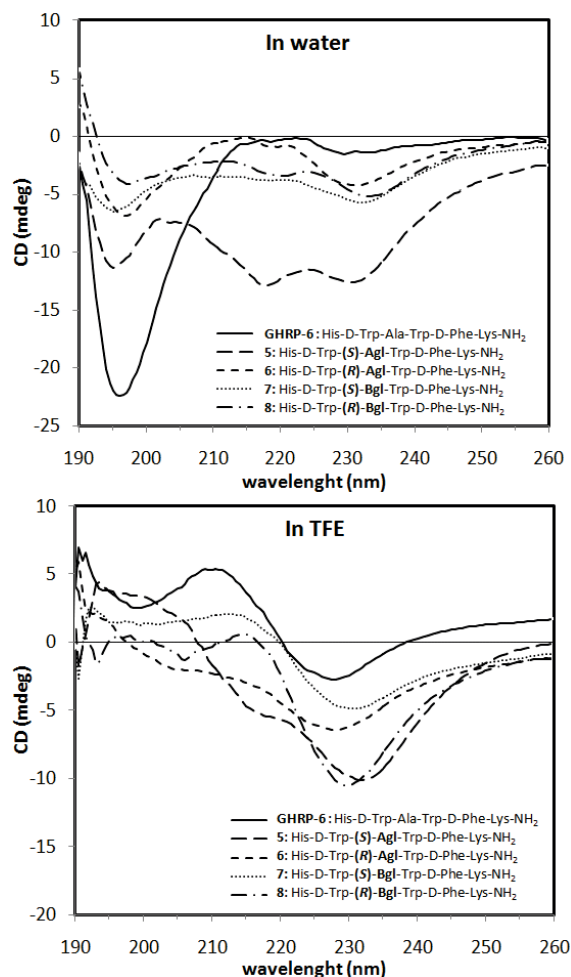 In water
10
5
0
-5
-10
-15
-20
-25
CD (mdeg)
GHRP-6 : His-D-Trp-Ala-Trp-D-Phe-Lys-NH2
5: His-D-Trp-(S)-Agl-Trp-D-Phe-Lys-NH2
6: His-D-Trp-(R)-Agl-Trp-D-Phe-Lys-NH2
7: His-D-Trp-(S)-Bgl-Trp-D-Phe-Lys-NH2
8: His-D-Trp-(R)-Bgl-Trp-D-Phe-Lys-NH2
190 200 210 220 230 240 250 260
wavelenght (nm)
In TFE
10
5
0
-5
-10
-15
-20
CD (mdeg)
GHRP-6 : His-D-Trp-Ala-Trp-D-Phe-Lys-NH2
5: His-D-Trp-(S)-Agl-Trp-D-Phe-Lys-NH2
6: His-D-Trp-(R)-Agl-Trp-D-Phe-Lys-NH2
7: His-D-Trp-(S)-Bgl-Trp-D-Phe-Lys-NH2
8: His-D-Trp-(R)-Bgl-Trp-D-Phe-Lys-NH2
190 200 210 220 230 240 250 260
wavelenght (nm)